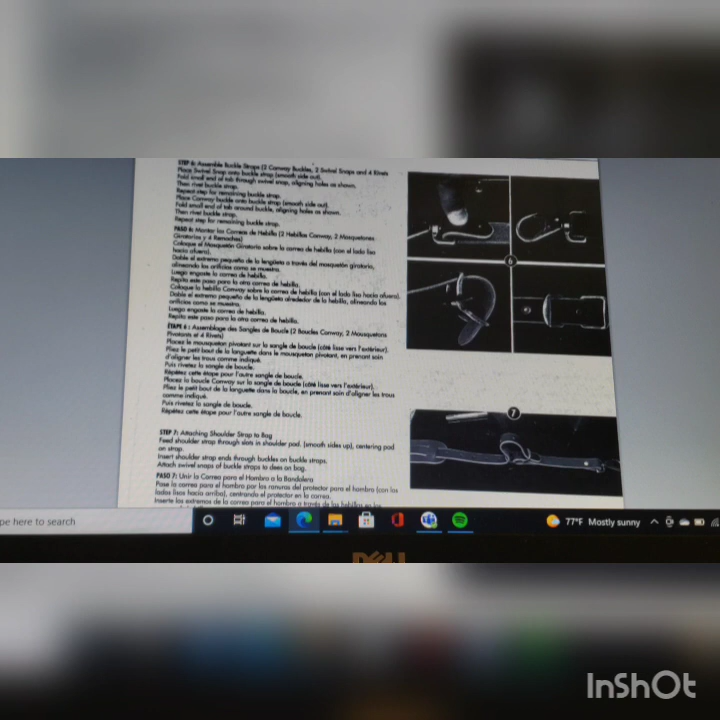 STEP 6: Assemble Buckle Straps (2 Conway Buckles, 2 Swivel Snaps and 4 Rivets
Place Swivel Snap onto buckle strap (smooth side out).
Fold small end of tab through swivel snap, aligning holes as shown.
Then rivet buckle strap.
Repeat step for remaining buckle strap.
Place Conway buckle onto buckle strap (smooth side out).
Fold small end of tab around buckle, aligning holes as shown.
Then rivet buckle strap.
Repeat step for remaining buckle strap.
PASO 6: Montar las Correas de Hebilla (2 Hebillas Conway, 2 Mosquetones
Giratorios y 4 Remaches)
Coloque el Mosquetón Giratorio sobre la correa de hebilla (con el lado liso
hacia afuera).
Doble el extremo pequeño de la lengüeta a través del mosquetón giratorio,
alineando los orificios como se muestra.
Luego engaste la correa de hebilla.
Repita este paso para la otra correa de hebilla.
Coloque la hebilla Conway sobre la correa de hebilla (con el lado liso hacia afuera).
Doble el extremo pequeño de la lengüeta alrededor de la hebilla, alineando los
orificios como se muestra.
Luego engaste la correa de hebilla.
Repita este paso para la otra correa de hebilla.
ÉTAPE 6 : Assemblage des Sangles de Boucle (2 Boucles Conway, 2 Mousquetons
Pivotants et 4 Rivets)
Placez le mousqueton pivotant sur la sangle de boucle (côté lisse vers l'extérieur).
Pliez le petit bout de la languette dans le mousqueton pivotant, en prenant soin
d'aligner les trous comme indiqué.
Puis rivetez la sangle de boucle.
Répétez cette étape pour l'autre sangle de boucle.
Placez la boucle Conway sur la sangle de boucle (côté lisse vers l'extérieur).
Pliez le petit bout de la languette dans la boucle, en prenant soin d'aligner les trous
comme indiqué.
Puis rivetez la sangle de boucle.
Répétez cette étape pour l'autre sangle de boucle.
6
STEP 7: Attaching Shoulder Strap to Bag
Feed shoulder strap through slots in shoulder pad, (smooth sides up), centering pad
on strap.
Insert shoulder strap ends through buckles on buckle straps.
Attach swivel snaps of buckle straps to dees on bag.
PASO 7: Unir la Correa para el Hombro a la Bandolera
Pase la correa para el hombro por las ranuras del protector para el hombro (con los
lados lisos hacia arriba), centrando el protector en la correa.
Inserte los extremos de la correa para el hombro a través de las hebillas en las
7
pe here to search
77°F Mostly sunny
DELL
InShOt